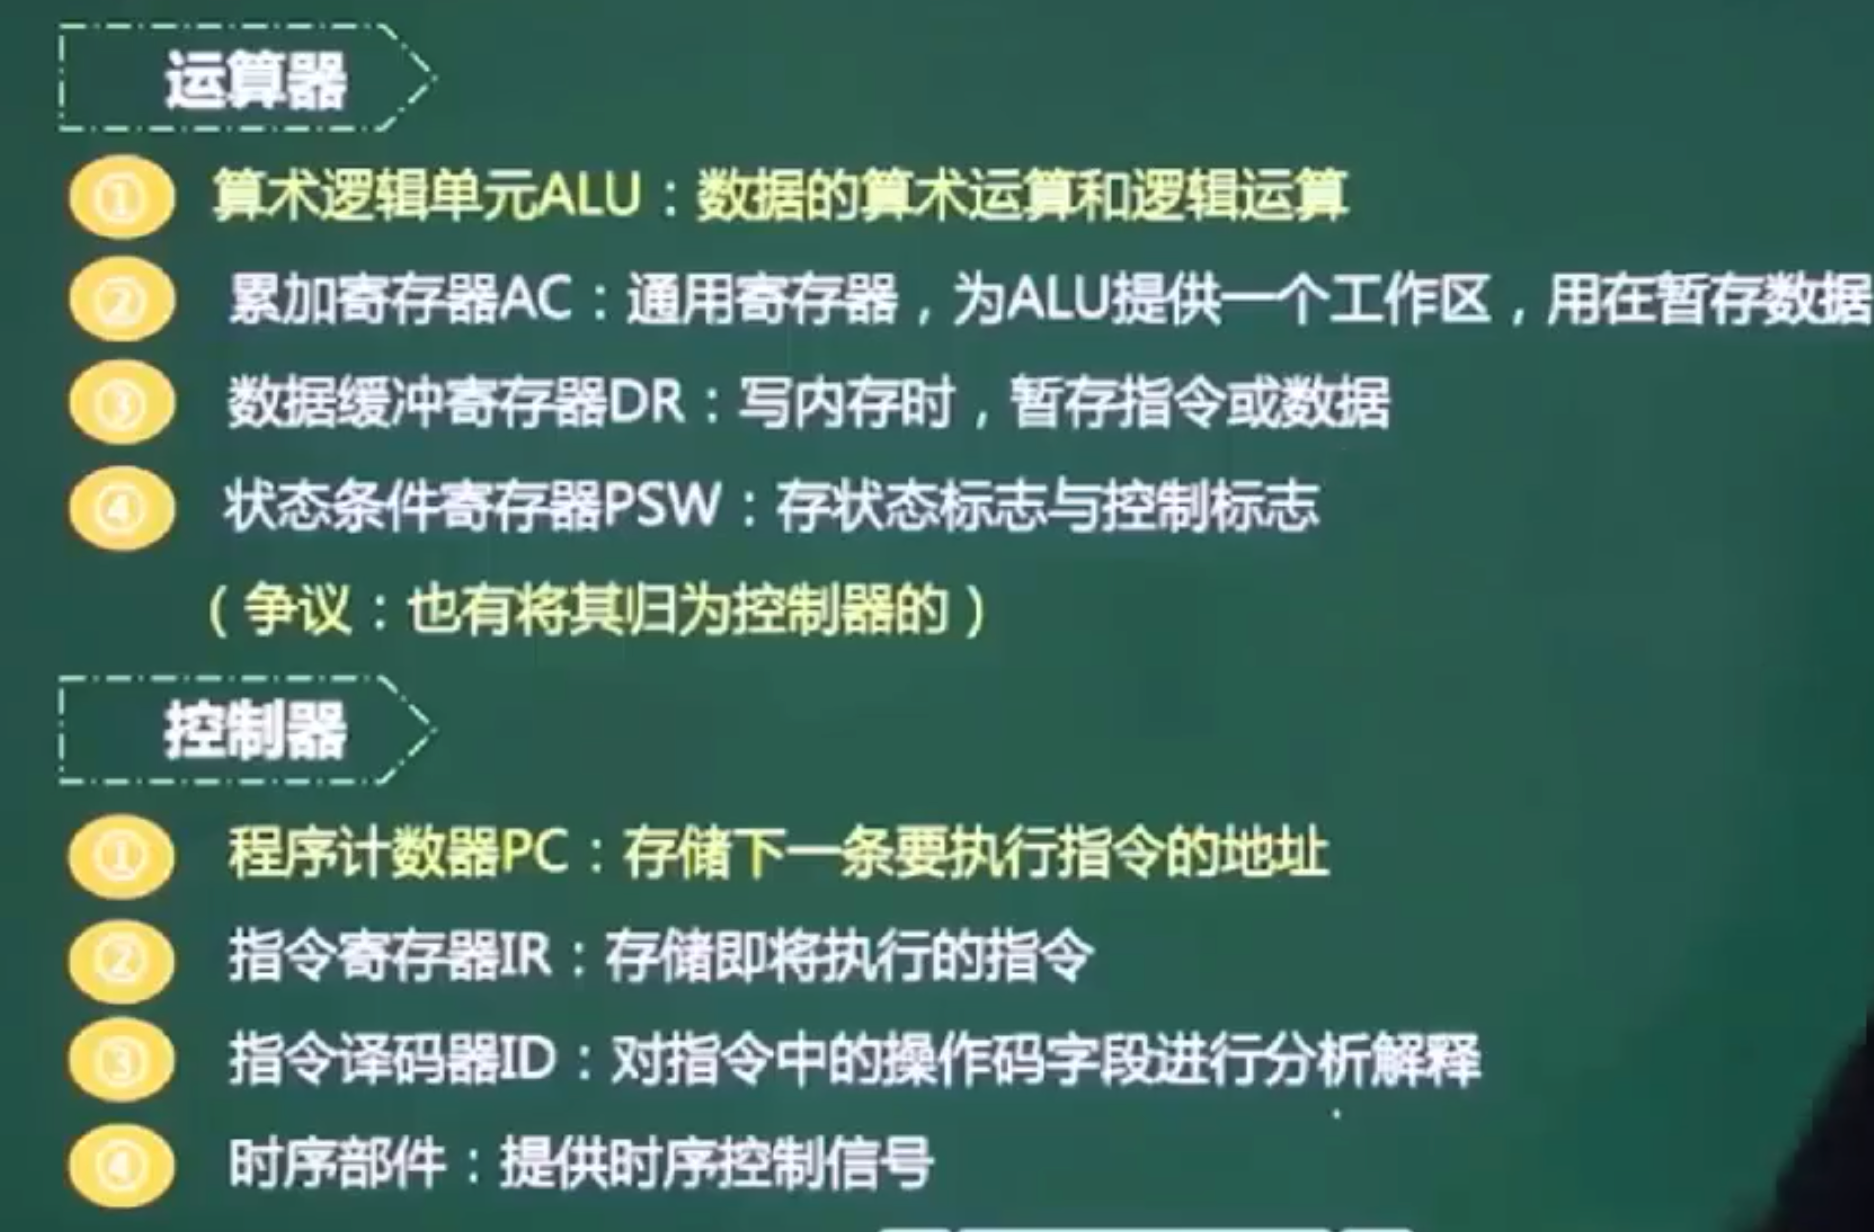 运算器
① 算术逻辑单元ALU：数据的算术运算和逻辑运算
② 累加寄存器AC：通用寄存器，为ALU提供一个工作区，用在暂存数据
③ 数据缓冲寄存器DR：写内存时，暂存指令或数据
④ 状态条件寄存器PSW：存状态标志与控制标志
（争议：也有将其归为控制器的）
控制器
① 程序计数器PC：存储下一条要执行指令的地址
② 指令寄存器IR：存储即将执行的指令
③ 指令译码器ID：对指令中的操作码字段进行分析解释
④ 时序部件：提供时序控制信号